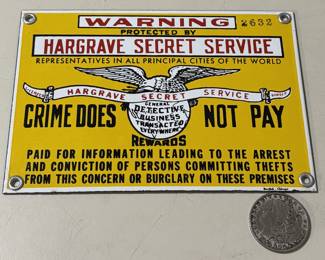 WARNING
2632
PROTECTED BY
HARGRAVE SECRET SERVICE
REPRESENTATIVES IN ALL PRINCIPAL CITIES OF THE WORLD
HARGRAVE SECRET SERVICE
GENERAL
DETECTIVE
BUSINESS
TRANSACTED
EVERYWHERE
CRIME DOES NOT PAY
REWARDS
PAID FOR INFORMATION LEADING TO THE ARREST
AND CONVICTION OF PERSONS COMMITTING THEFTS
FROM THIS CONCERN OR BURGLARY ON THESE PREMISES